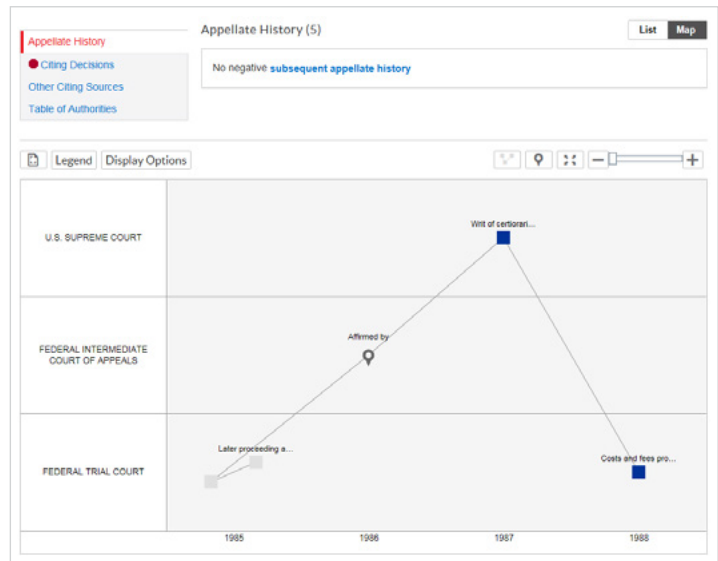 Appellate History (5)
List
Map
Appellate History
Citing Decisions
Other Citing Sources
Table of Authorities
No negative subsequent appellate history
Legend
Display Options
U.S. SUPREME COURT
Writ of certiorari...
FEDERAL INTERMEDIATE
COURT OF APPEALS
Affirmed by
FEDERAL TRIAL COURT
Later proceeding a...
Costs and fees pro...
1985
1986
1987
1988